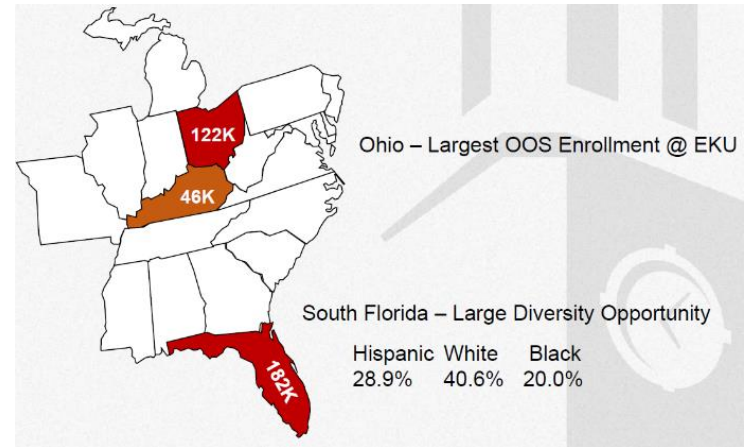 122K
Ohio – Largest OOS Enrollment @ EKU
46K
South Florida – Large Diversity Opportunity
Hispanic White Black
28.9% 40.6% 20.0%
182K